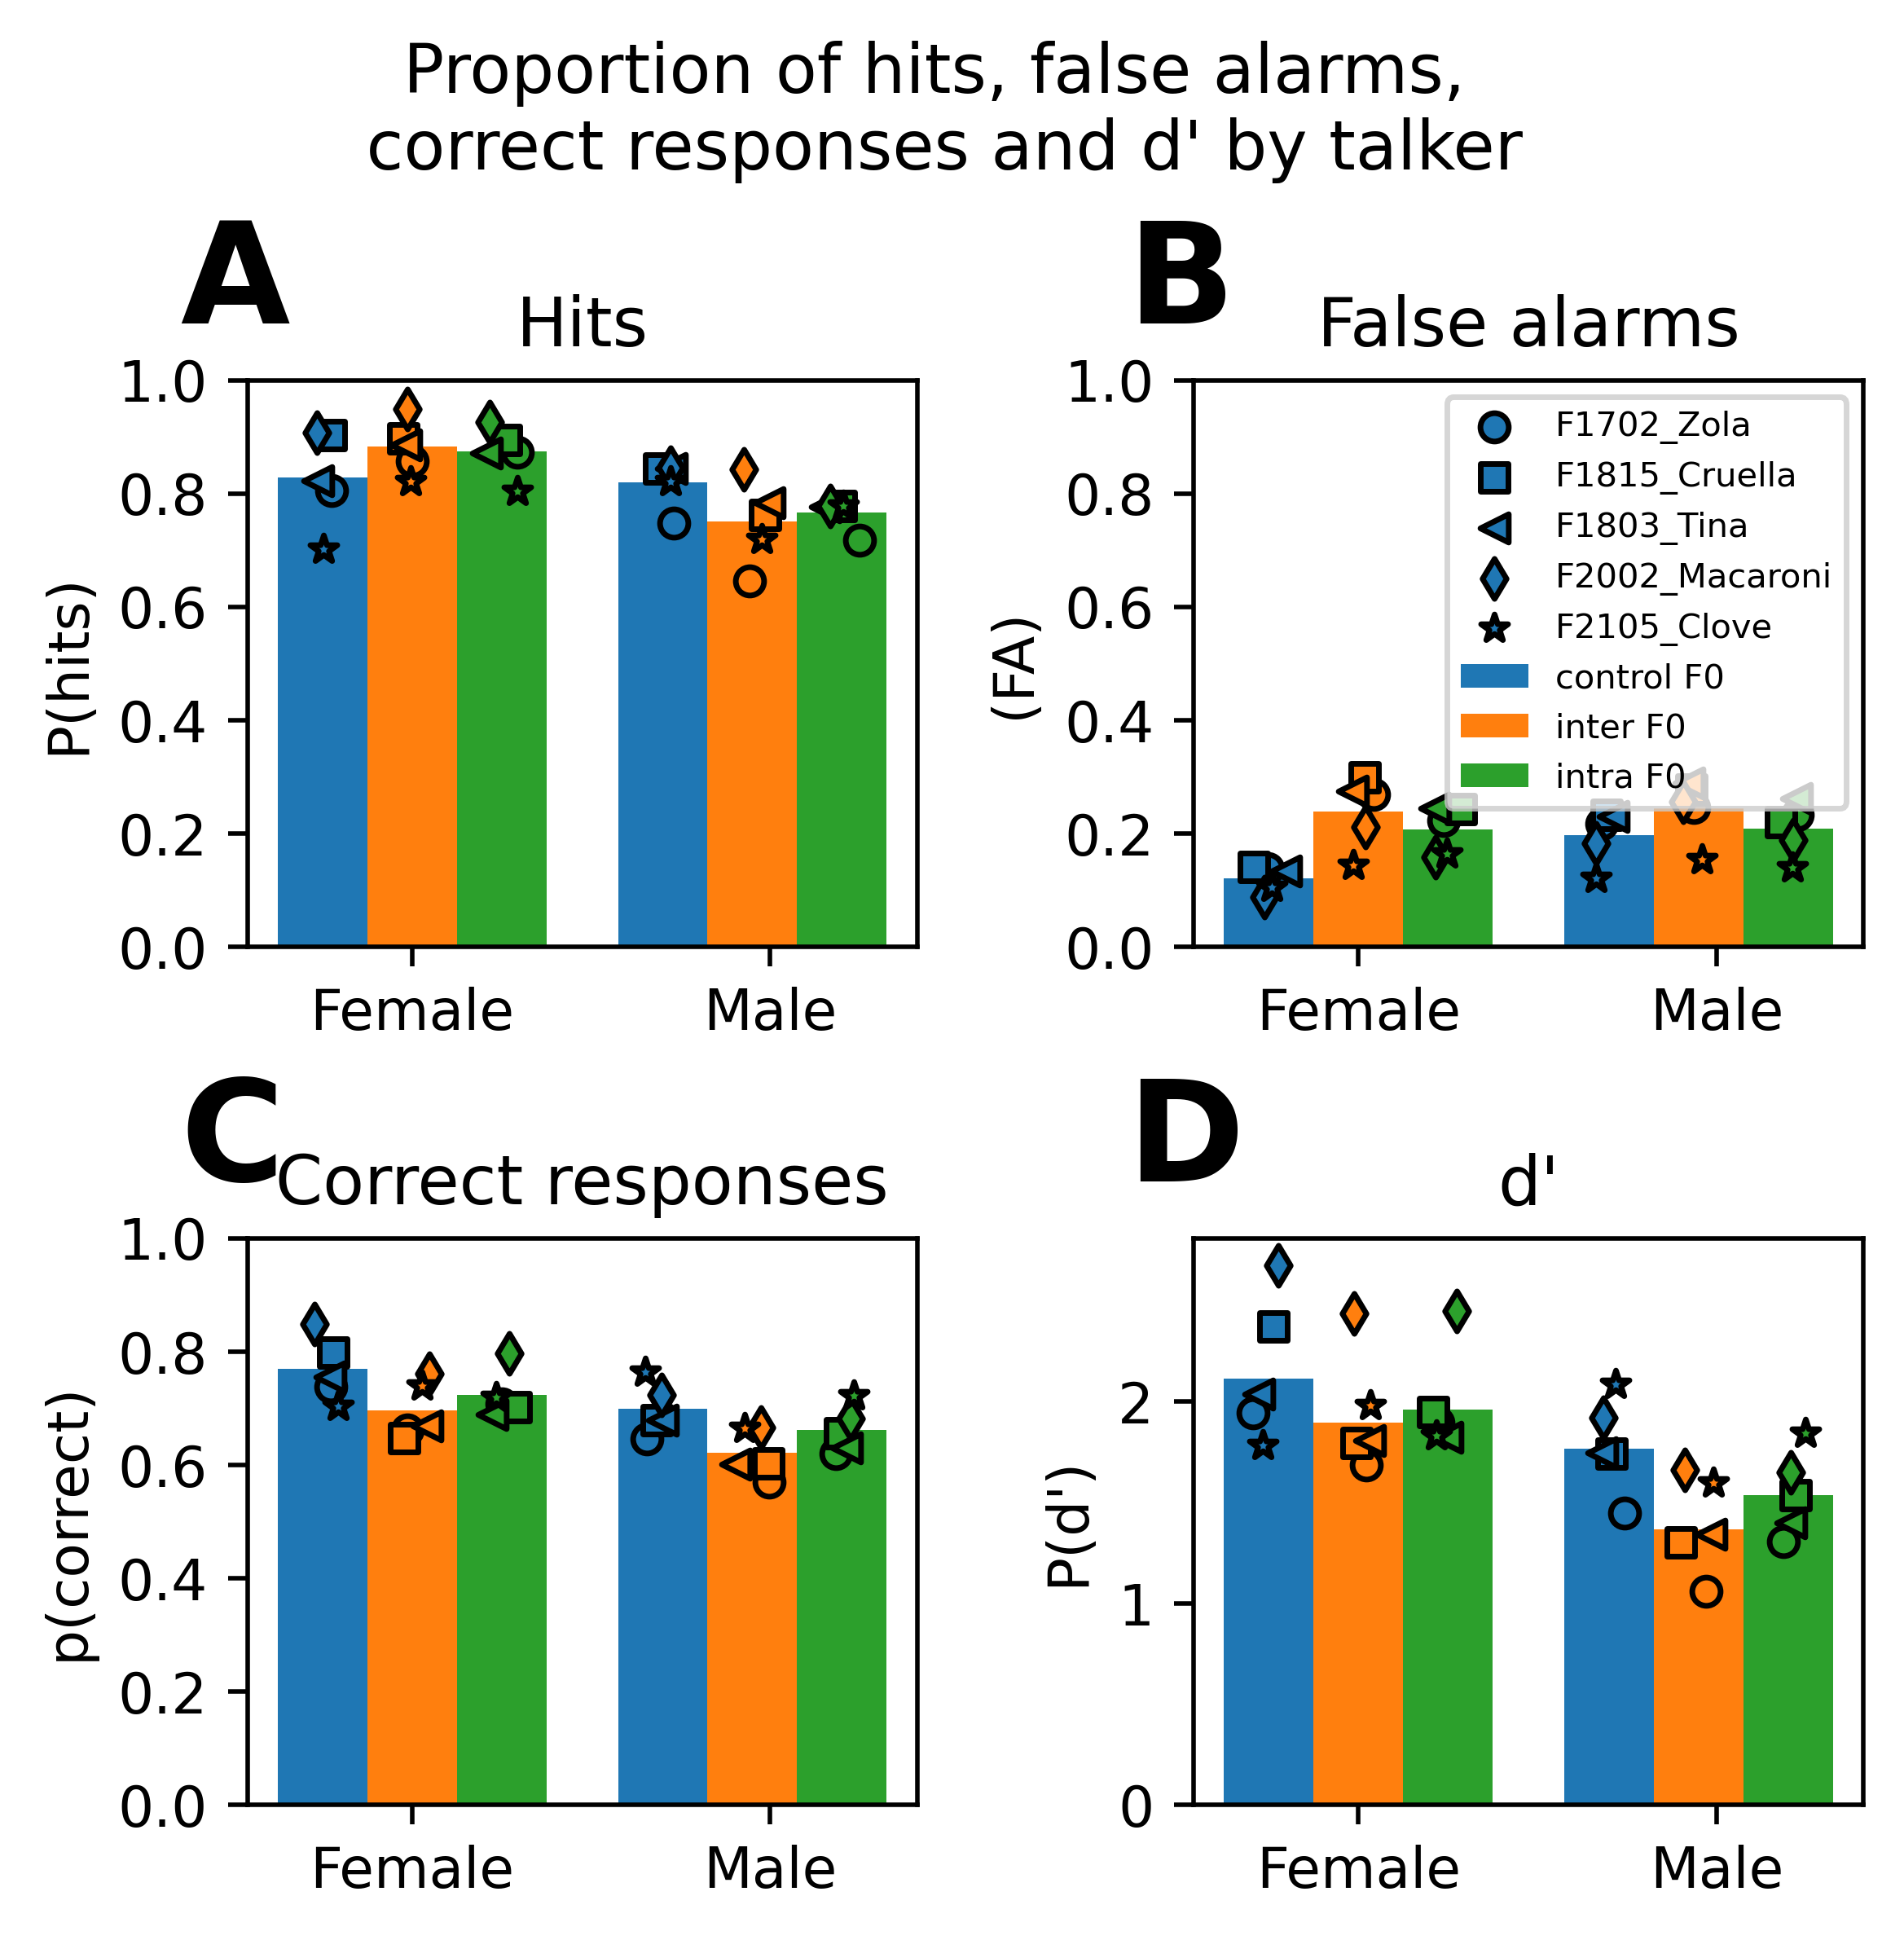 Proportion of hits, false alarms,
correct responses and d' by talker
A
Hits
P(hits)
1.0
0.8
0.6
0.4
0.2
0.0
Female Male
B
False alarms
(FA)
1.0
0.8
0.6
0.4
0.2
0.0
F1702_Zola
F1815_Cruella
F1803_Tina
F2002_Macaroni
F2105_Clove
control F0
inter F0
intra F0
Female Male
C
Correct responses
p(correct)
1.0
0.8
0.6
0.4
0.2
0.0
Female Male
D
d'
P(d')
2
1
0
Female Male